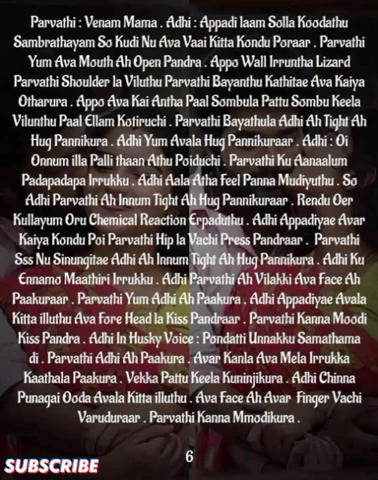 Parvathi : Venam Mama . Adhi : Appadi laam Solla Koodathu
Sambrathayam So Kudi Nu Ava Vaai Kitta Kondu Poraar . Parvathi
Yum Ava Mouth Ah Open Pandra . Appo Wall Irruntha Lizard
Parvathi Shoulder la Viluthu Parvathi Bayanthu Kathitae Ava Kaiya
Otharura . Appo Ava Kai Antha Paal Sombula Pattu Sombu Keela
Vilunthu Paal Ellam Kotiruchi . Parvathi Bayathula Adhi Ah Tight Ah
Hug Pannikura . Adhi Yum Avala Hug Pannikuraar . Adhi : Oi
Onnum illa Palli thaan Athu Poiduchi . Parvathi Ku Aanaalum
Padapadapa Irrukku . Adhi Aala Atha Feel Panna Mudiyuthu . So
Adhi Parvathi Ah Innum Tight Ah Hug Pannikuraar . Rendu Oer
Kullayum Oru Chemical Reaction Erpaduthu . Adhi Appadiyae Avar
Kaiya Kondu Poi Parvathi Hip la Vachi Press Pandraar . Parvathi
Sss Nu Sinungitae Adhi Ah Innum Tight Ah Hug Pannikura . Adhi Ku
Ennamo Maathiri Irrukku . Adhi Parvathi Ah Vilakki Ava Face Ah
Paakuraar . Parvathi Yum Adhi Ah Paakura . Adhi Appadiyae Avala
Kitta illuthu Ava Fore Head la Kiss Pandraar . Parvathi Kanna Moodi
Kiss Pandra . Adhi In Husky Voice : Pondatti Unnakku Samathama
di . Parvathi Adhi Ah Paakura . Avar Kanla Ava Mela Irrukka
Kaathala Paakura . Vekka Pattu Keela Kuninjikura . Adhi Chinna
Punagai Ooda Avala Kitta illuthu . Ava Face Ah Avar Finger Vachi
Varuduraar . Parvathi Kanna Mmodikura .
6
SUBSCRIBE